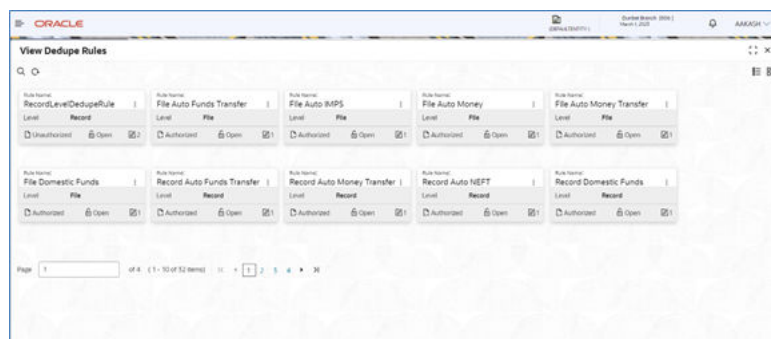 ORACLE
(DEFAULTENTITY)
March 1, 2023
AAKASH
View Dedupe Rules
Rule Name: Rule Name: Rule Name: Rule Name: Rule Name:
RecordLevelDedupeRule File Auto Funds Transfer File Auto IMPS File Auto Money File Auto Money Transfer
Level Record Level File Level File Level File Level File
Unauthorized Open 2 Authorized Open 1 Authorized Open 1 Authorized Open 1 Authorized Open 1
Rule Name: Rule Name: Rule Name: Rule Name: Rule Name:
File Domestic Funds Record Auto Funds Transfer Record Auto Money Transfer Record Auto NEFT Record Domestic Funds
Level File Level Record Level Record Level Record Level Record
Authorized Open 1 Authorized Open 1 Authorized Open 1 Authorized Open 1 Authorized Open 1
Page 1 of 4 (1 - 10 of 32 items) 1 2 3 4